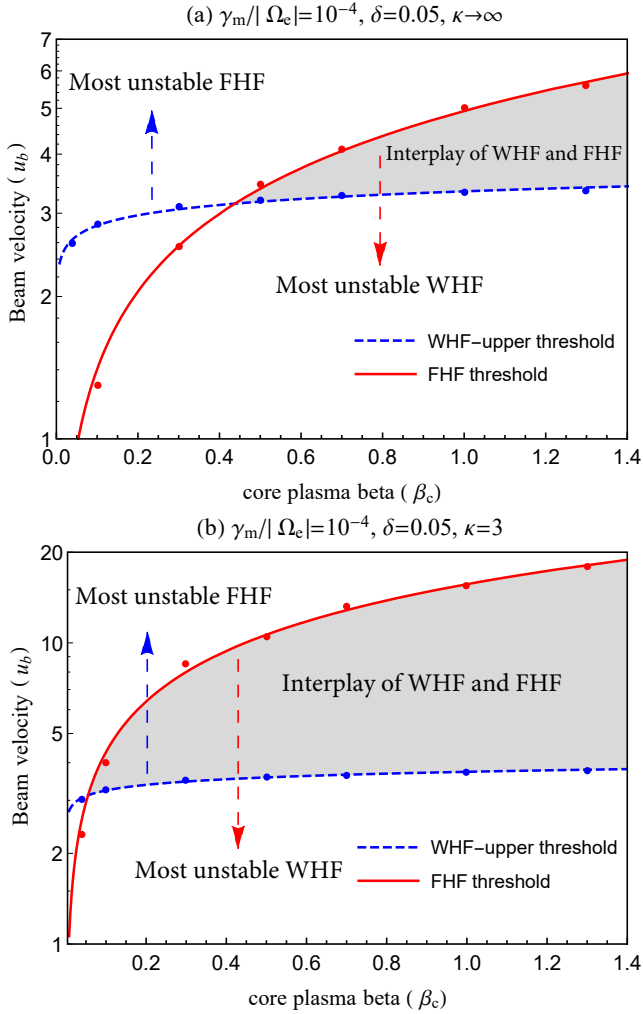 (a) γm/| Ωe|=10−4, δ=0.05, κ→∞
7
6
5
4
3
2
1
Beam velocity ( ub)
Most unstable FHF
Interplay of WHF and FHF
Most unstable WHF
WHF−upper threshold
FHF threshold
0.0 0.2 0.4 0.6 0.8 1.0 1.2 1.4
core plasma beta ( βc)
(b) γm/| Ωe|=10−4, δ=0.05, κ=3
20
10
5
2
1
Beam velocity ( ub)
Most unstable FHF
Interplay of WHF and FHF
Most unstable WHF
WHF−upper threshold
FHF threshold
0.2 0.4 0.6 0.8 1.0 1.2 1.4
core plasma beta ( βc)